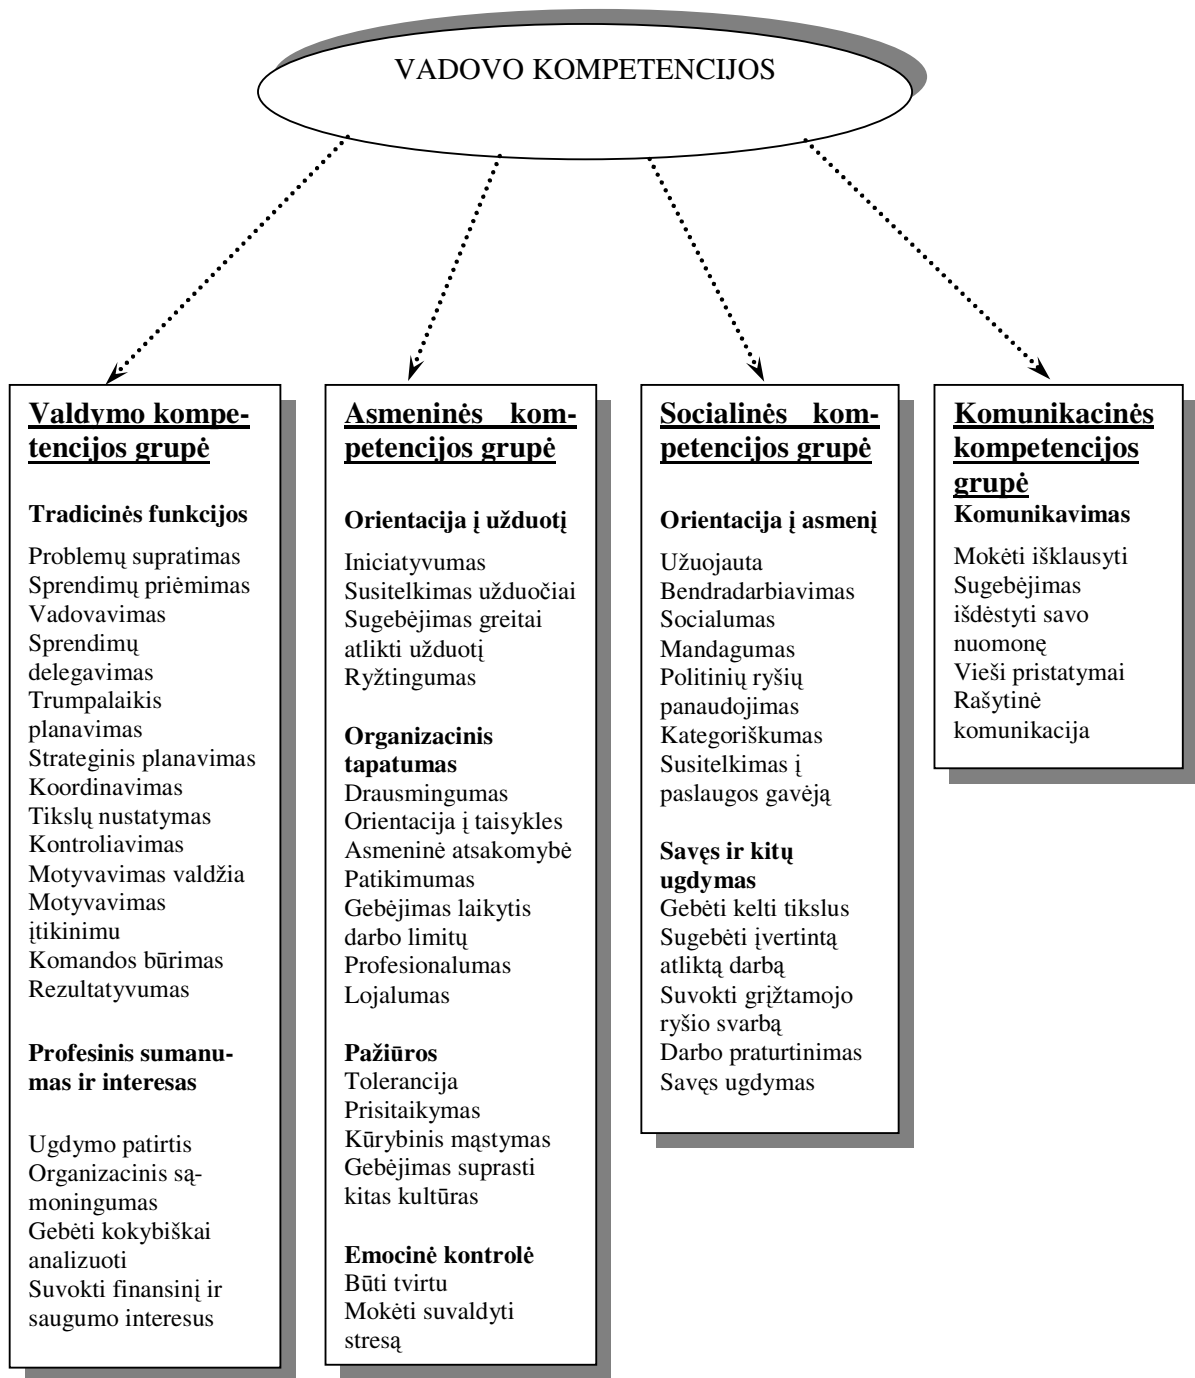 VADOVO KOMPETENCIJOS
Valdymo kompe-
tencijos grupė
Tradicinės funkcijos
Problemų supratimas
Sprendimų priėmimas
Vadovavimas
Sprendimų
delegavimas
Trumpalaikis
planavimas
Strateginis planavimas
Koordinavimas
Tikslų nustatymas
Kontroliavimas
Motyvavimas valdžia
Motyvavimas
įtikinimu
Komandos būrimas
Rezultatyvumas
Profesinis sumanu-
mas ir interesas
Ugdymo patirtis
Organizacinis są-
moningumas
Gebėti kokybiškai
analizuoti
Suvokti finansinį ir
saugumo interesus
Asmeninės kom-
petencijos grupė
Orientacija į užduotį
Iniciatyvumas
Susitelkimas užduočiai
Sugebėjimas greitai
atlikti užduotį
Ryžtingumas
Organizacinis
tapatumas
Drausmingumas
Orientacija į taisykles
Asmeninė atsakomybė
Patikimumas
Gebėjimas laikytis
darbo limitų
Profesionalumas
Lojalumas
Pažiūros
Tolerancija
Prisitaikymas
Kūrybinis mąstymas
Gebėjimas suprasti
kitas kultūras
Emocinė kontrolė
Būti tvirtu
Mokėti suvaldyti
stresą
Socialinės kom-
petencijos grupė
Orientacija į asmenį
Užuojauta
Bendradarbiavimas
Socialumas
Mandagumas
Politinių ryšių
panaudojimas
Kategoriškumas
Susitelkimas į
paslaugos gavėją
Savęs ir kitų
ugdymas
Gebėti kelti tikslus
Sugebėti įvertintą
atliktą darbą
Suvokti grįžtamojo
ryšio svarbą
Darbo praturtinimas
Savęs ugdymas
Komunikacinės
kompetencijos
grupė
Komunikavimas
Mokėti išklausyti
Sugebėjimas
išdėstyti savo
nuomonę
Vieši pristatymai
Rašytinė
komunikacija